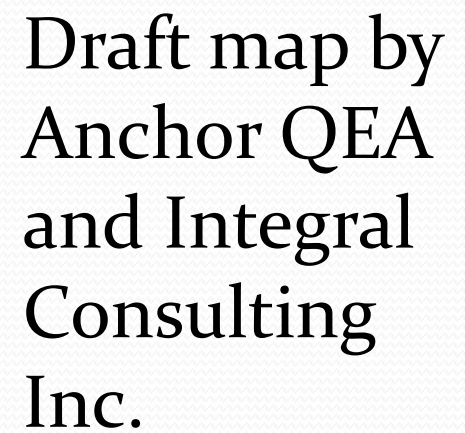 Draft map by
Anchor QEA
and Integral
Consulting
Inc.